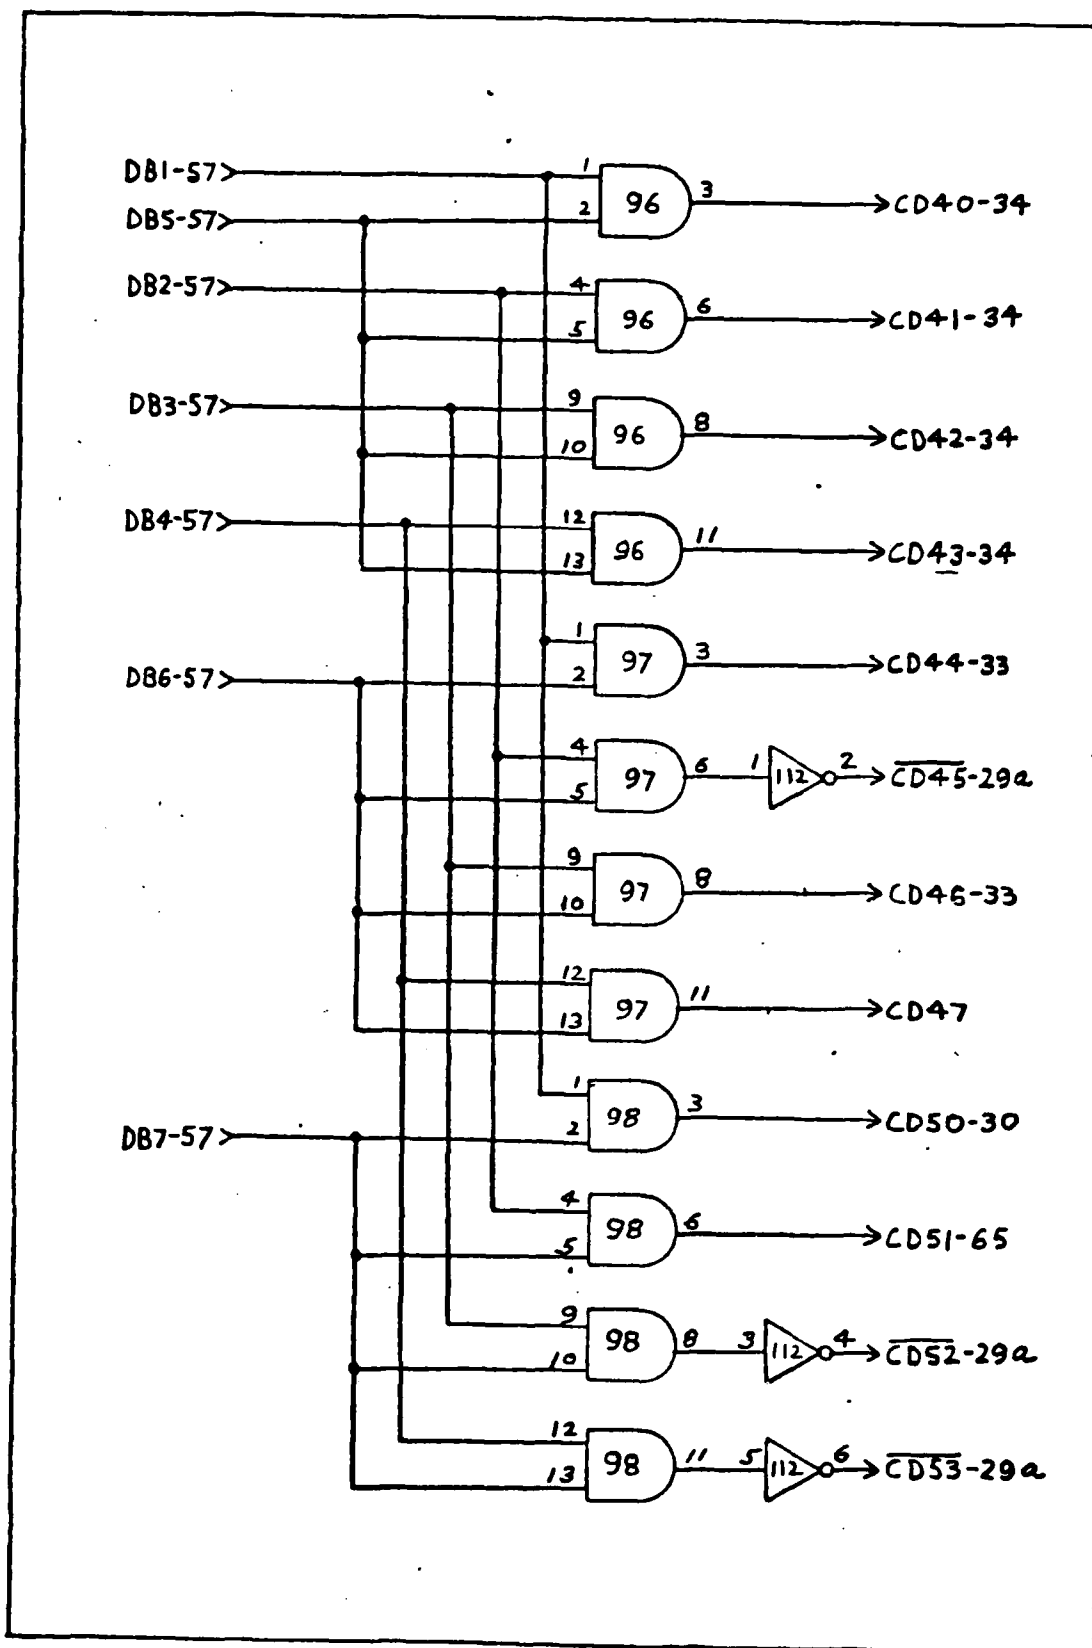 DB1-57 1 96 3 CD40-34
DB5-57 2
DB2-57 4 96 6 CD41-34
5
DB3-57 9 96 8 CD42-34
10
DB4-57 12 96 11 CD43-34
13
1 97 3 CD44-33
DB6-57 2
4 97 6 1 112 2 CD45-29a
5
9 97 8 CD46-33
10
12 97 11 CD47
13
1 98 3 CD50-30
DB7-57 2
4 98 6 CD51-65
5
9 98 8 3 112 4 CD52-29a
10
12 98 11 5 112 6 CD53-29a
13